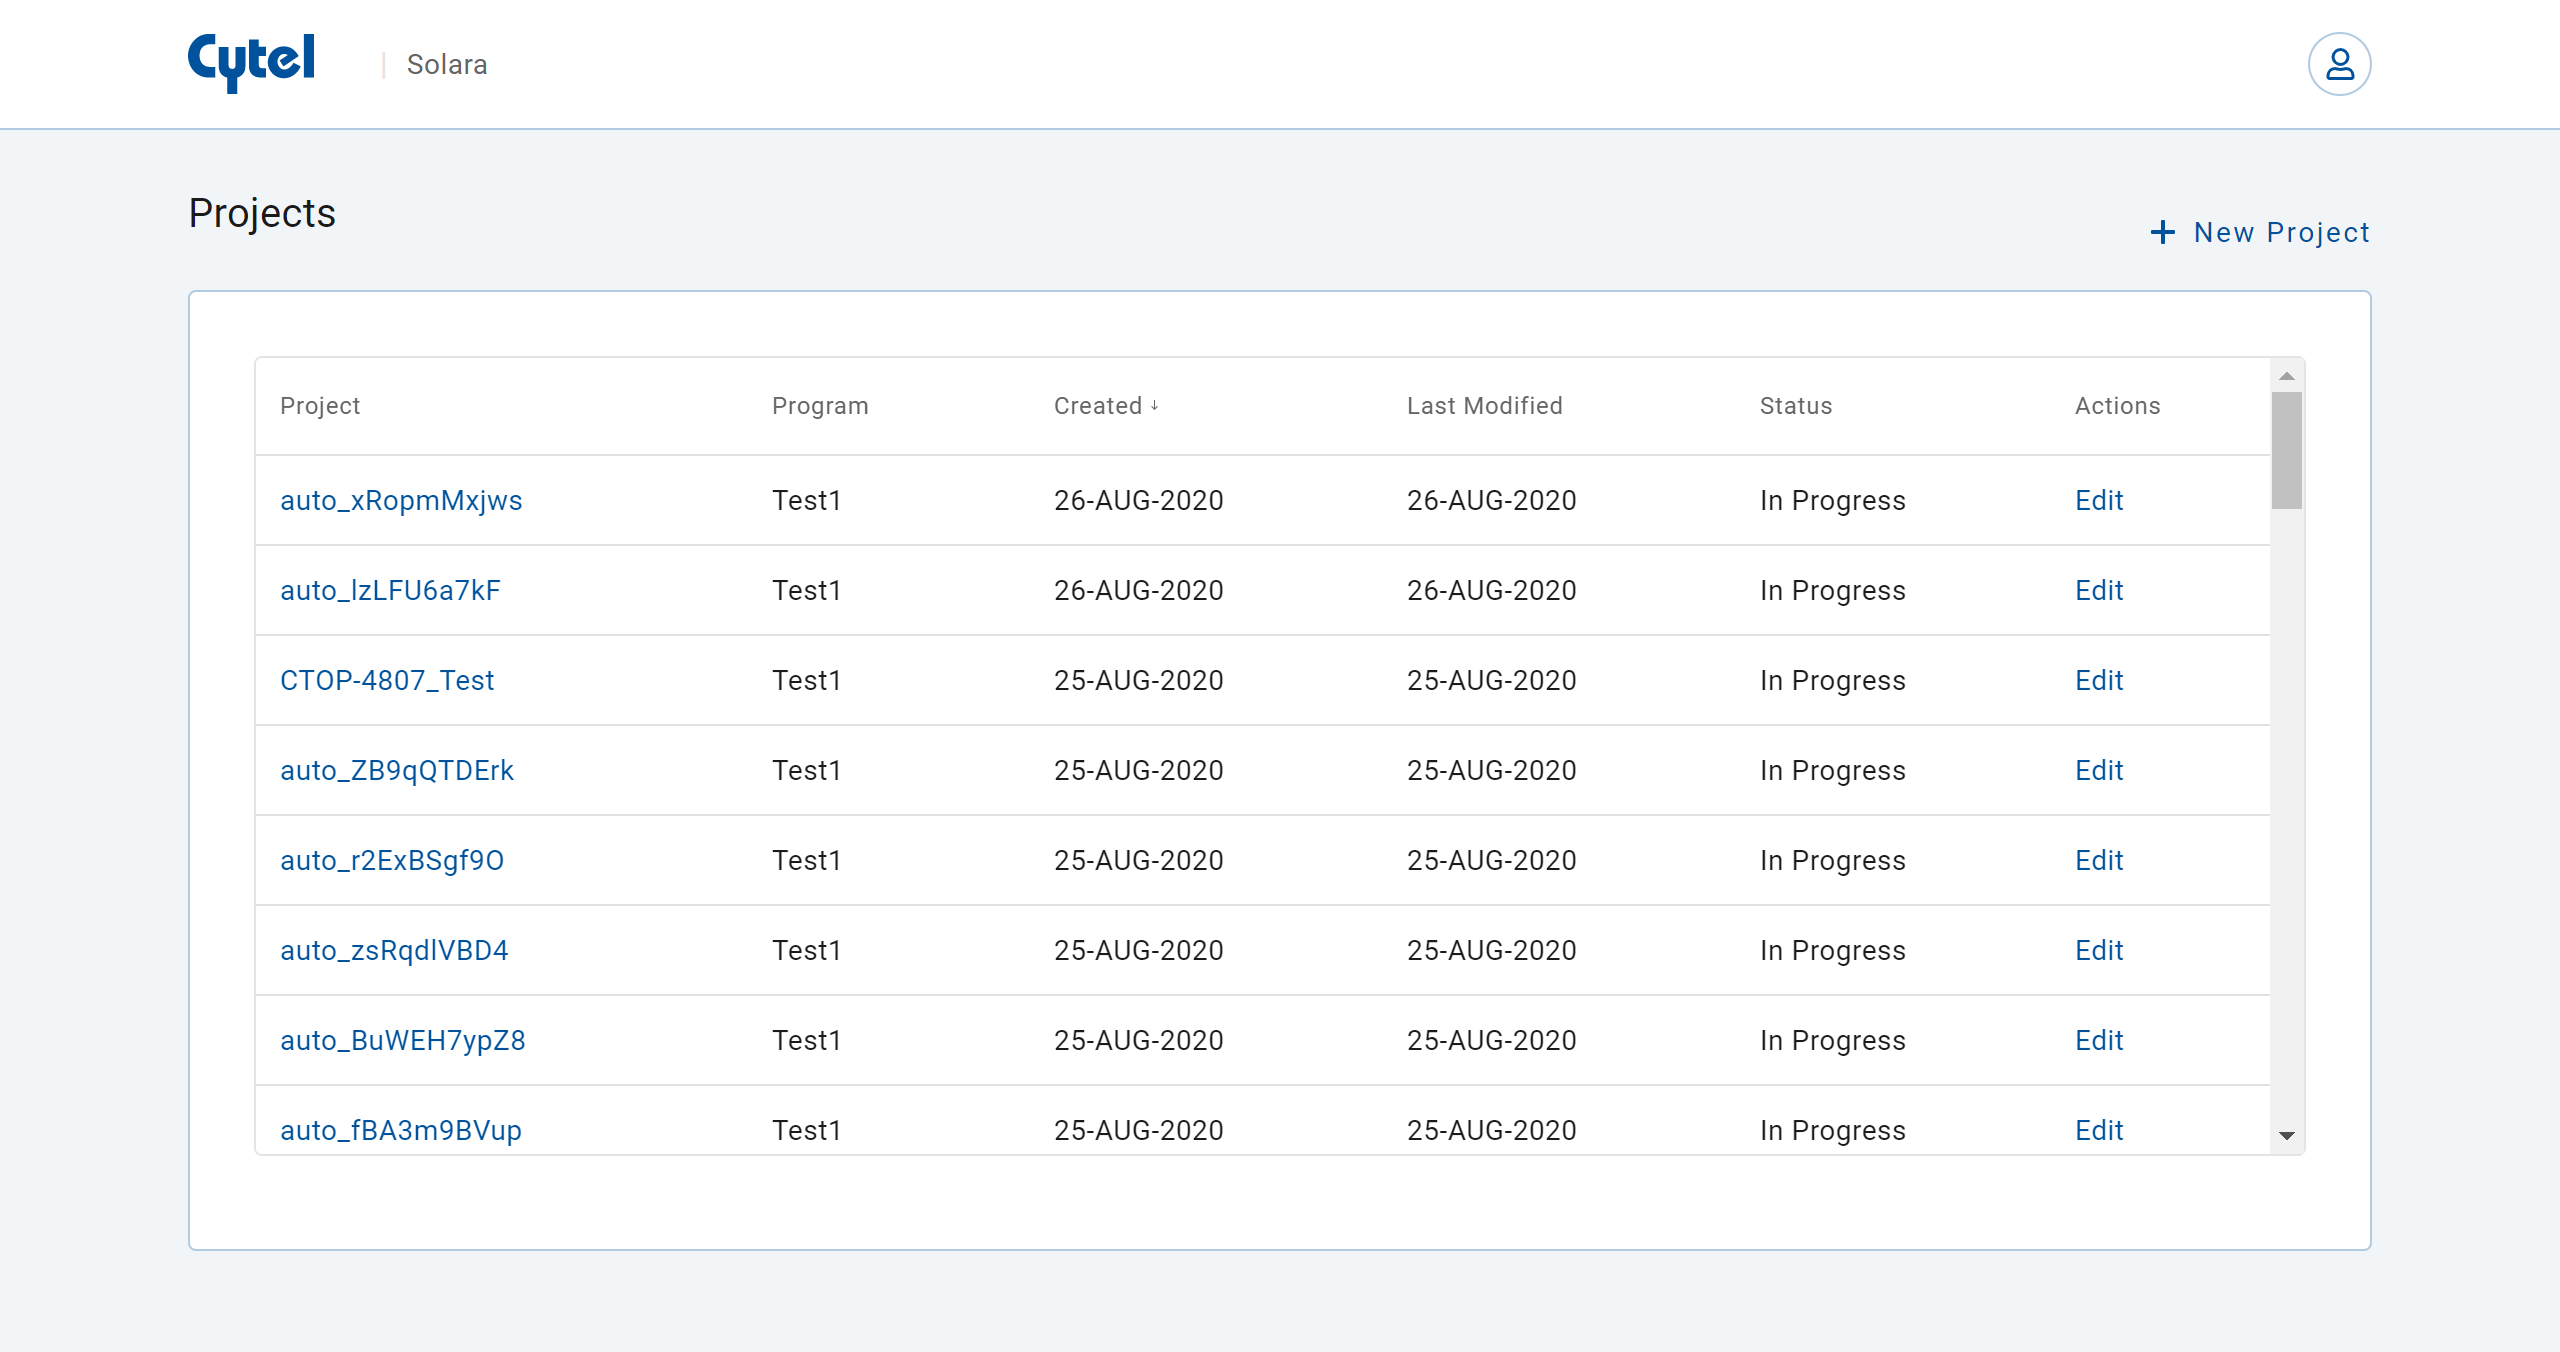 Cytel | Solara
Projects
+ New Project
Project Program Created ↓ Last Modified Status Actions
auto_xRopmMxjws Test1 26-AUG-2020 26-AUG-2020 In Progress Edit
auto_lzLFU6a7kF Test1 26-AUG-2020 26-AUG-2020 In Progress Edit
CTOP-4807_Test Test1 25-AUG-2020 25-AUG-2020 In Progress Edit
auto_ZB9qQTDErk Test1 25-AUG-2020 25-AUG-2020 In Progress Edit
auto_r2ExBSgf9O Test1 25-AUG-2020 25-AUG-2020 In Progress Edit
auto_zsRqdlVBD4 Test1 25-AUG-2020 25-AUG-2020 In Progress Edit
auto_BuWEH7ypZ8 Test1 25-AUG-2020 25-AUG-2020 In Progress Edit
auto_fBA3m9BVup Test1 25-AUG-2020 25-AUG-2020 In Progress Edit